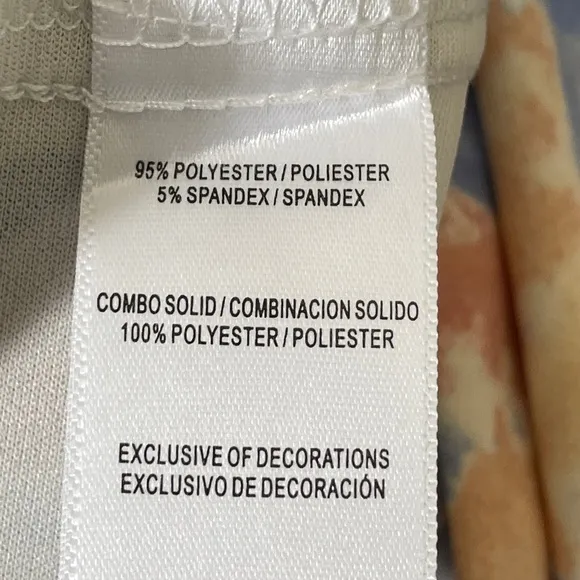 95% POLYESTER / POLIESTER
5% SPANDEX / SPANDEX
COMBO SOLID / COMBINACION SOLIDO
100% POLYESTER / POLIESTER
EXCLUSIVE OF DECORATIONS
EXCLUSIVO DE DECORACIÓN